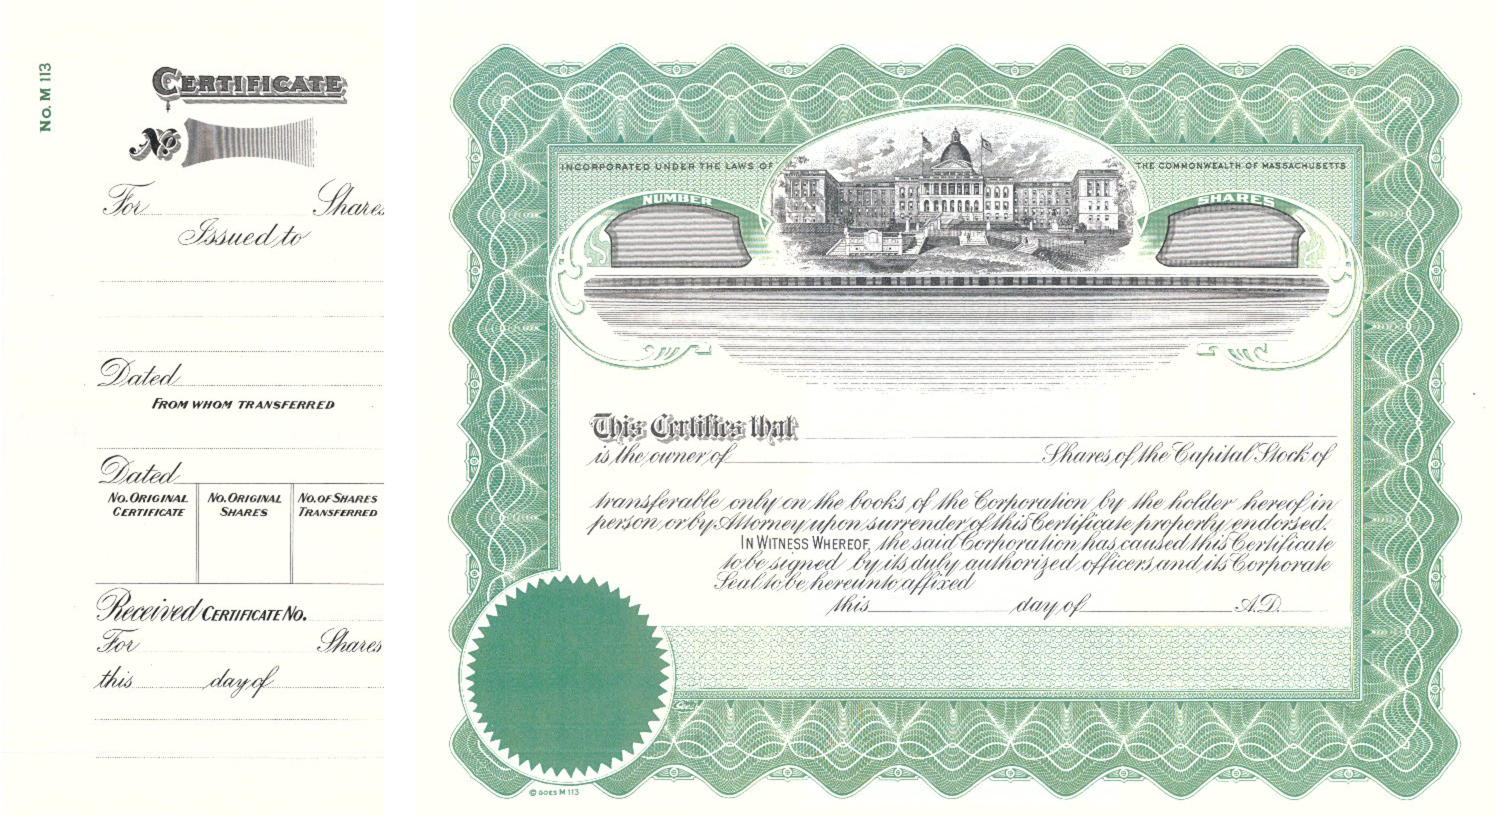 No. M 113
CERTIFICATE
No
For Shares
Issued to
Dated
FROM WHOM TRANSFERRED
Dated
NO. ORIGINAL CERTIFICATE
NO. ORIGINAL SHARES
NO. OF SHARES TRANSFERRED
Received CERTIFICATE NO.
For Shares
this day of
INCORPORATED UNDER THE LAWS OF THE COMMONWEALTH OF MASSACHUSETTS
NUMBER
SHARES
This Certifies that
is the owner of Shares of the Capital Stock of
transferable only on the books of the Corporation by the holder hereof in
person or by Attorney upon surrender of this Certificate properly endorsed.
IN WITNESS WHEREOF, the said Corporation has caused this Certificate
to be signed by its duly authorized officers and its Corporate
Seal to be hereunto affixed
this day of A.D.
Goes
© GOES M 113